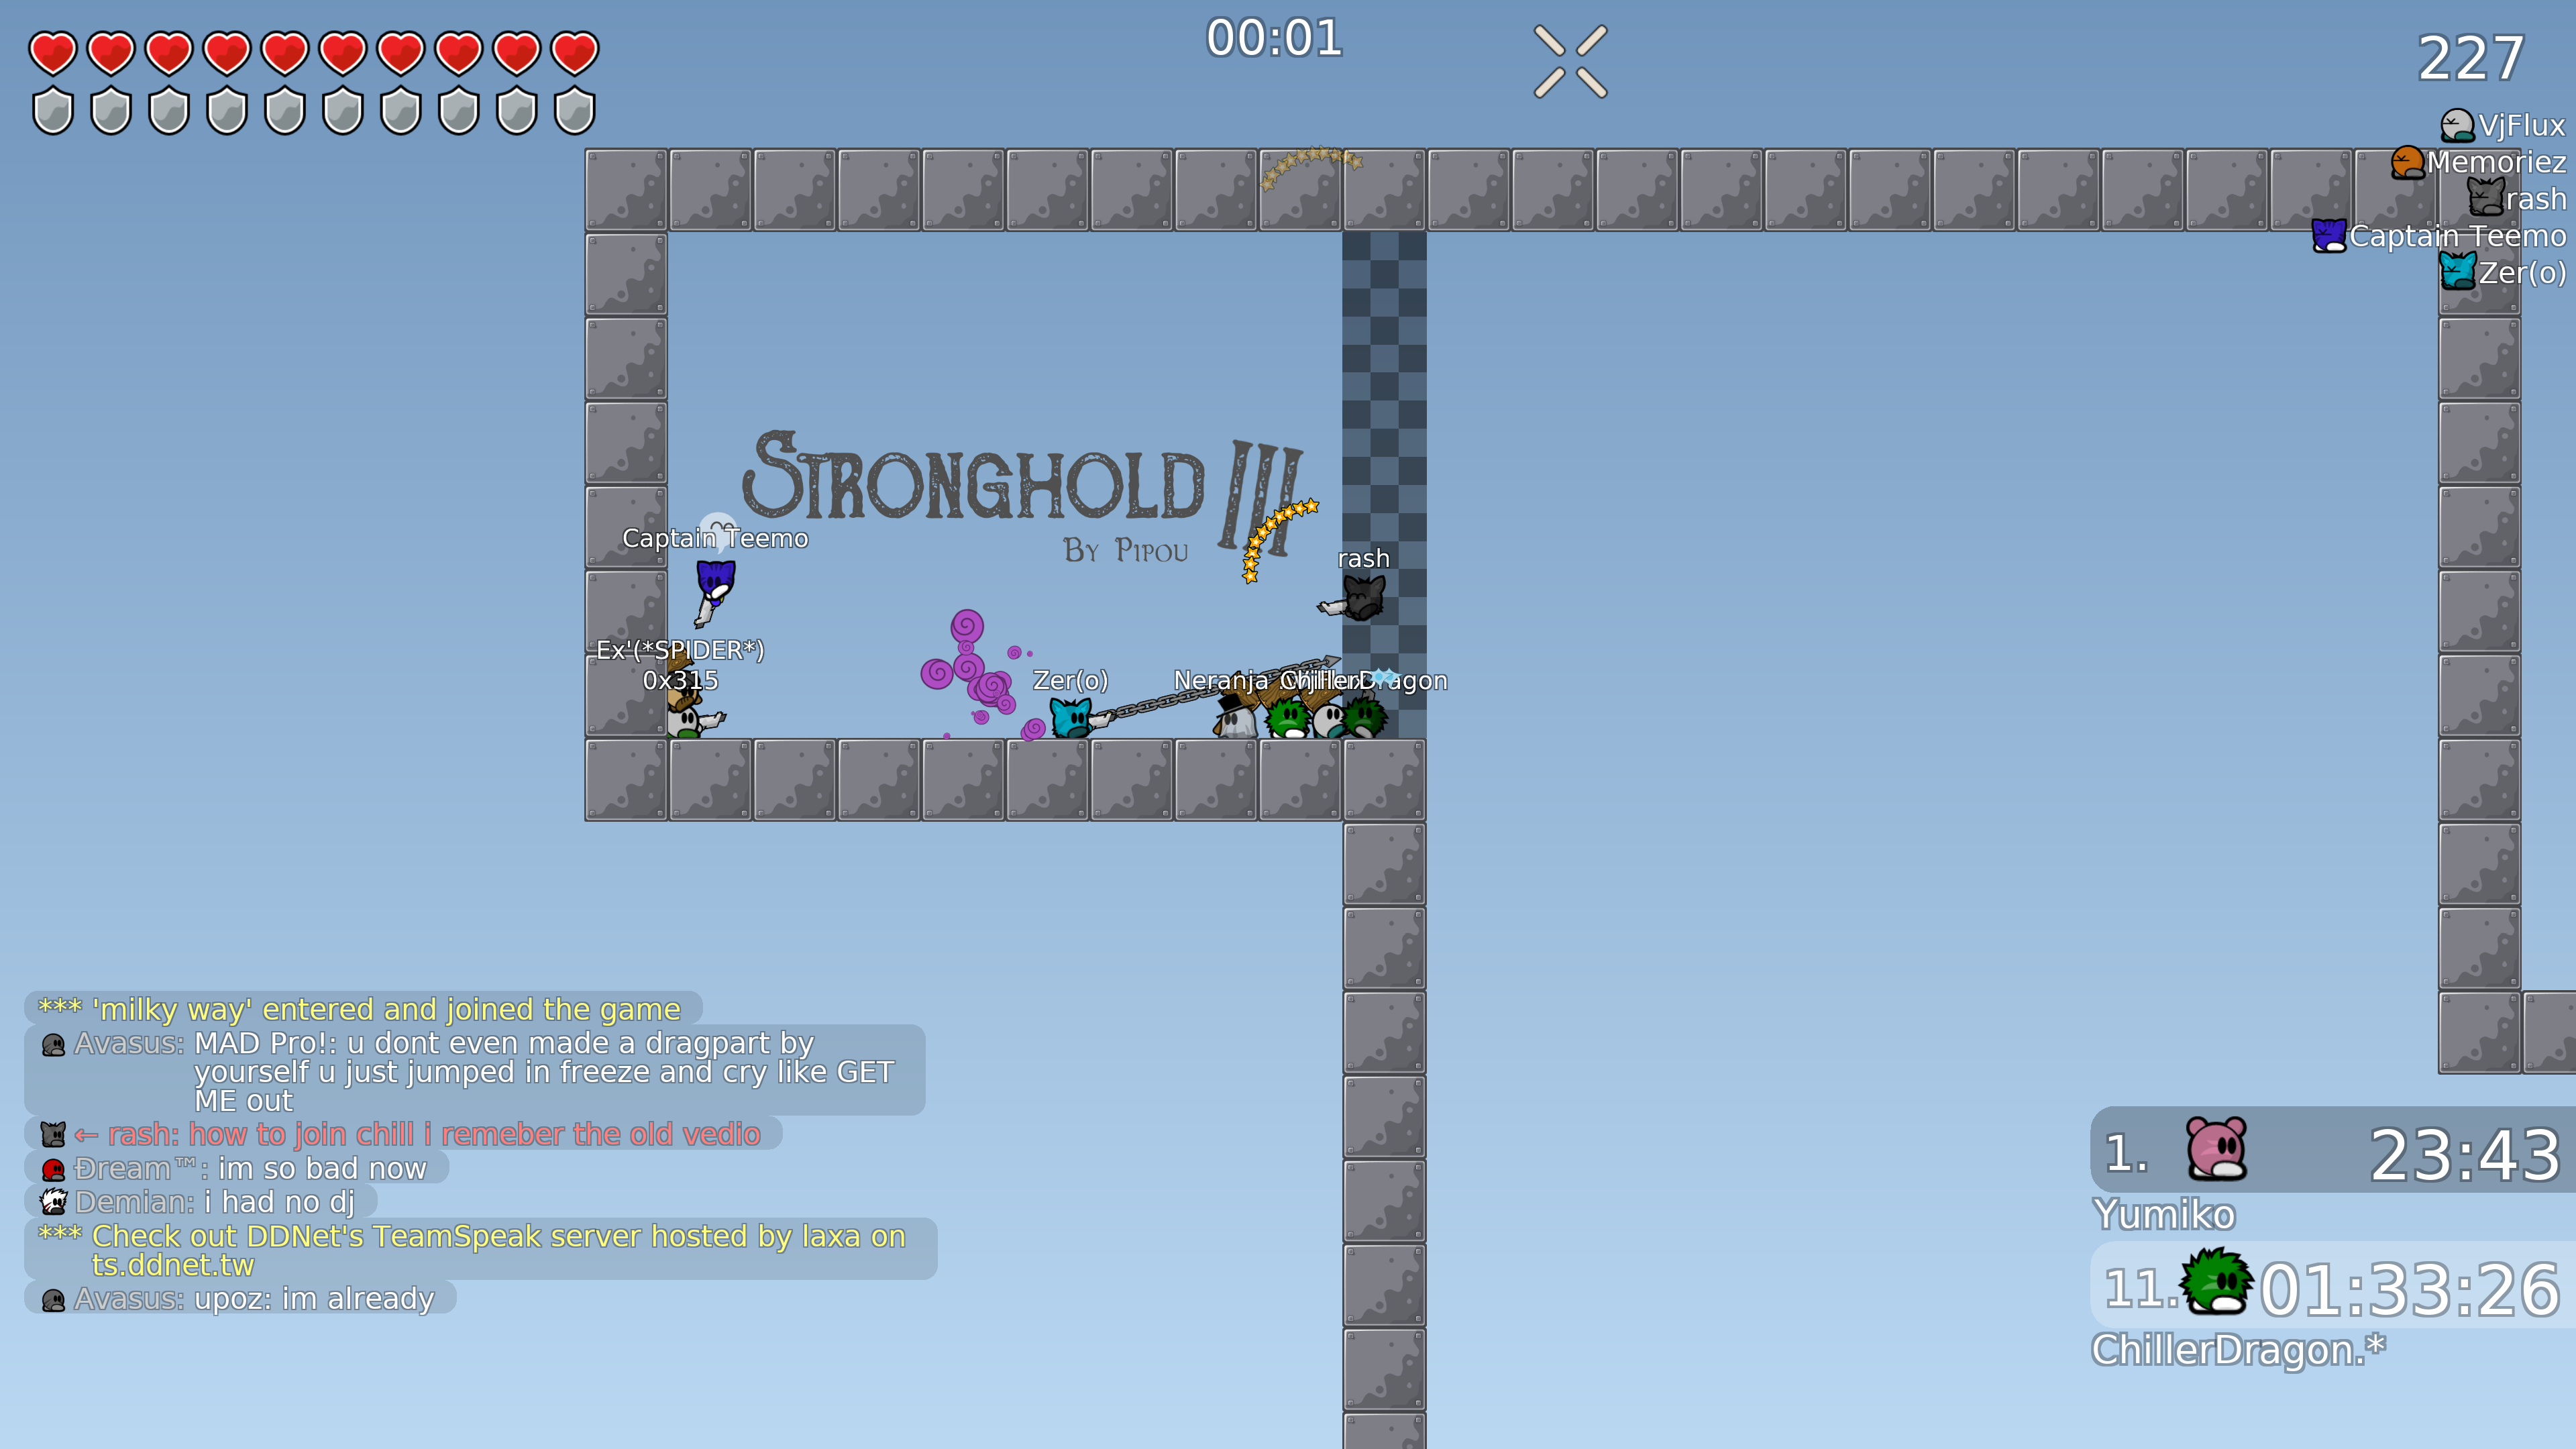 00:01
227
VjFlux
Memoriez
rash
Captain Teemo
Zer(o)
STRONGHOLD III
BY PIPOU
Captain Teemo
rash
Ex'(*SPIDER*)
0x315
Zer(o)
Neranja
ChillerDragon
*** 'milky way' entered and joined the game
Avasus: MAD Pro!: u dont even made a dragpart by
yourself u just jumped in freeze and cry like GET
ME out
← rash: how to join chill i remeber the old vedio
Ðream™: im so bad now
Demian: i had no dj
*** Check out DDNet's TeamSpeak server hosted by laxa on
ts.ddnet.tw
Avasus: upoz: im already
1. 23:43
Yumiko
11. 01:33:26
ChillerDragon.*